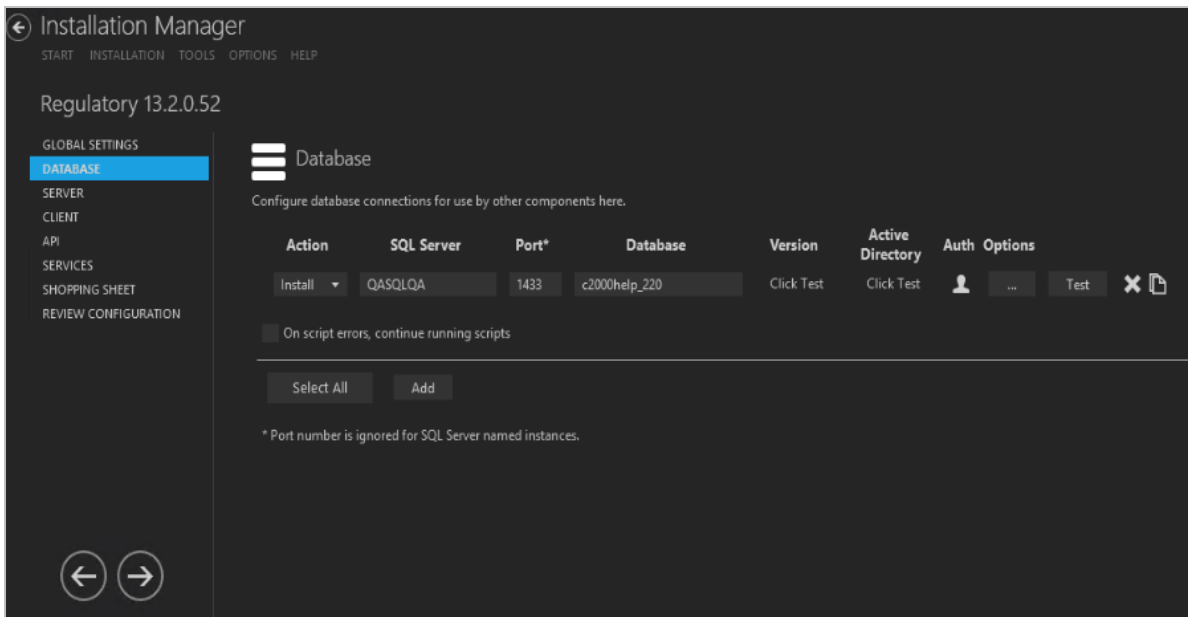 Installation Manager
START INSTALLATION TOOLS OPTIONS HELP
Regulatory 13.2.0.52
GLOBAL SETTINGS
DATABASE
SERVER
CLIENT
API
SERVICES
SHOPPING SHEET
REVIEW CONFIGURATION
Database
Configure database connections for use by other components here.
Action SQL Server Port* Database Version Active Directory Auth Options
Install QASQLQA 1433 c2000help_220 Click Test Click Test ... Test
On script errors, continue running scripts
Select All Add
* Port number is ignored for SQL Server named instances.